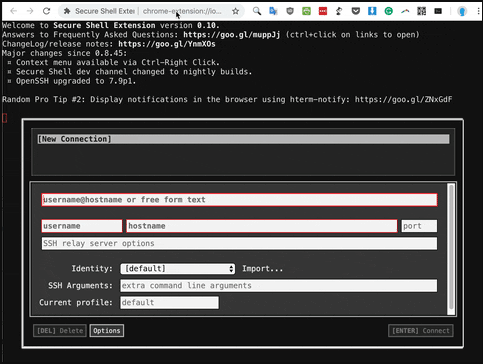 Secure Shell Exter
chrome-extension://io...
Welcome to Secure Shell Extension version 0.10.
Answers to Frequently Asked Questions: https://goo.gl/muppJj (ctrl+click on links to open)
ChangeLog/release notes: https://goo.gl/YnmXOs
Major changes since 0.8.45:
¤ Context menu available via Ctrl-Right Click.
¤ Secure Shell dev channel changed to nightly builds.
¤ OpenSSH upgraded to 7.9p1.
Random Pro Tip #2: Display notifications in the browser using hterm-notify: https://goo.gl/ZNxGdF
[New Connection]
username@hostname or free form text
username hostname port
SSH relay server options
Identity: [default] Import...
SSH Arguments: extra command line arguments
Current profile: default
[DEL] Delete Options [ENTER] Connect